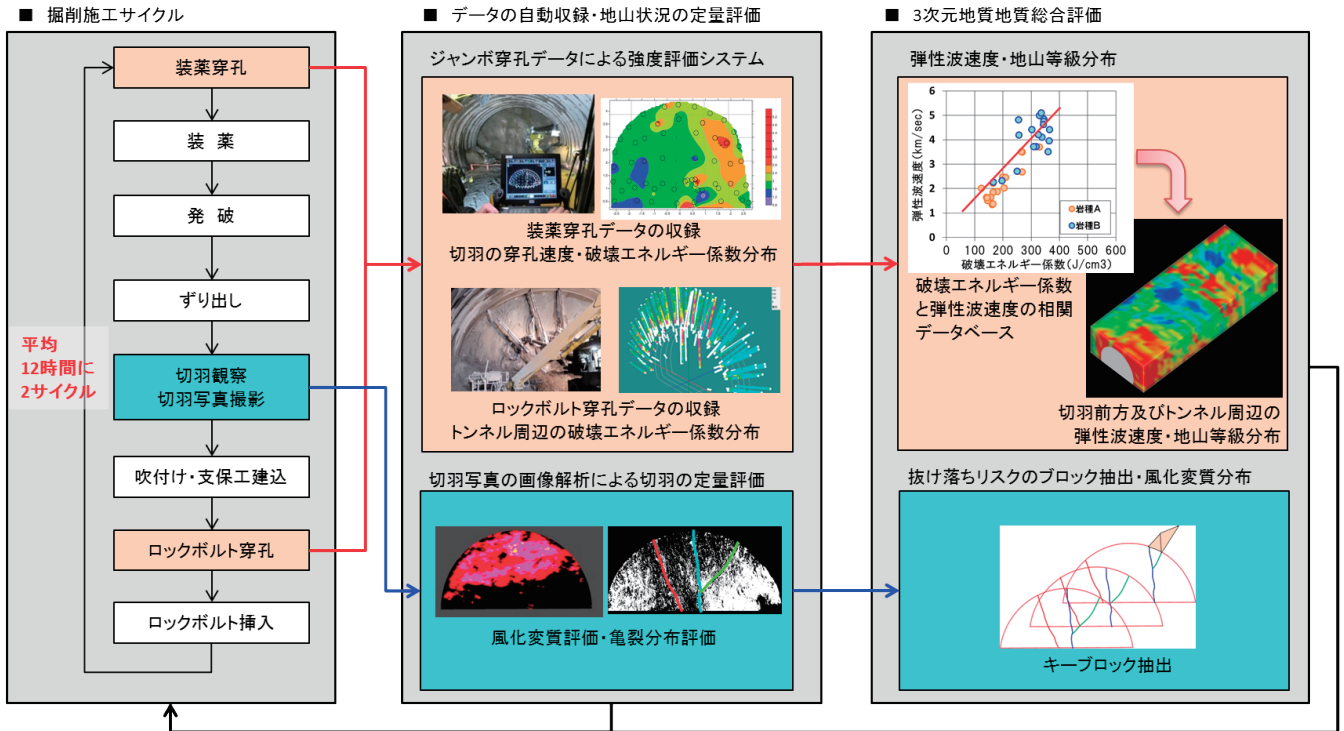 ■ 掘削施工サイクル
装薬穿孔
装 薬
発 破
ずり出し
平均
12時間に
2サイクル
切羽観察
切羽写真撮影
吹付け・支保工建込
ロックボルト穿孔
ロックボルト挿入
■ データの自動収録・地山状況の定量評価
ジャンボ穿孔データによる強度評価システム
装薬穿孔データの収録
切羽の穿孔速度・破壊エネルギー係数分布
ロックボルト穿孔データの収録
トンネル周辺の破壊エネルギー係数分布
切羽写真の画像解析による切羽の定量評価
風化変質評価・亀裂分布評価
■ 3次元地質地質総合評価
弾性波速度・地山等級分布
弾性波速度(km/sec)
6
5
4
3
2
1
0
岩種A
岩種B
0 100 200 300 400 500 600
破壊エネルギー係数(J/cm3)
破壊エネルギー係数
と弾性波速度の相関
データベース
切羽前方及びトンネル周辺の
弾性波速度・地山等級分布
抜け落ちリスクのブロック抽出・風化変質分布
キーブロック抽出